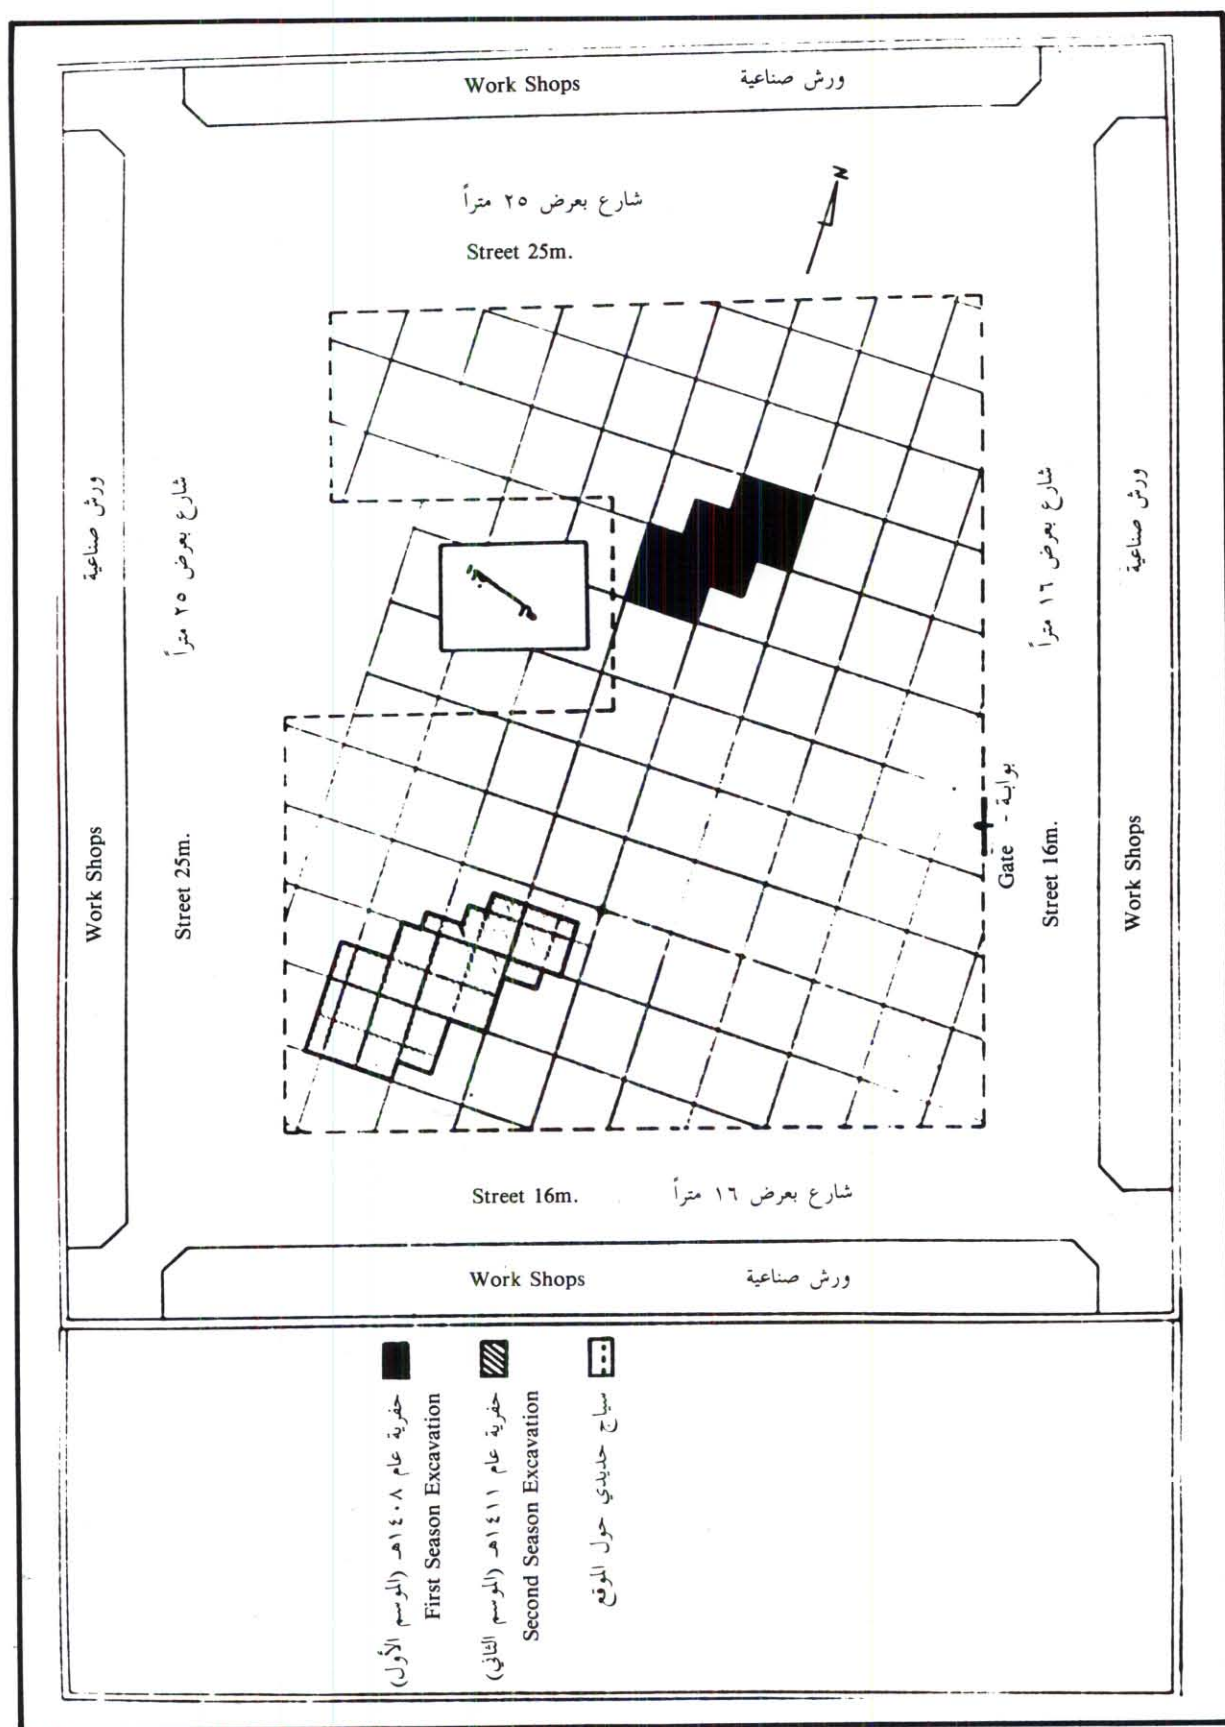 Work Shops
ورش صناعية
شارع بعرض ٢٥ متراً
Street 25m.
N
ورش صناعية
Work Shops
شارع بعرض ٢٥ متراً
Street 25m.
شارع بعرض ١٦ متراً
Street 16m.
بوابة - Gate
ورش صناعية
Work Shops
Street 16m.
شارع بعرض ١٦ متراً
Work Shops
ورش صناعية
حفرية عام ١٤٠٨هـ (الموسم الأول)
First Season Excavation
حفرية عام ١٤١١هـ (الموسم الثاني)
Second Season Excavation
سياج حديدي حول الموقع